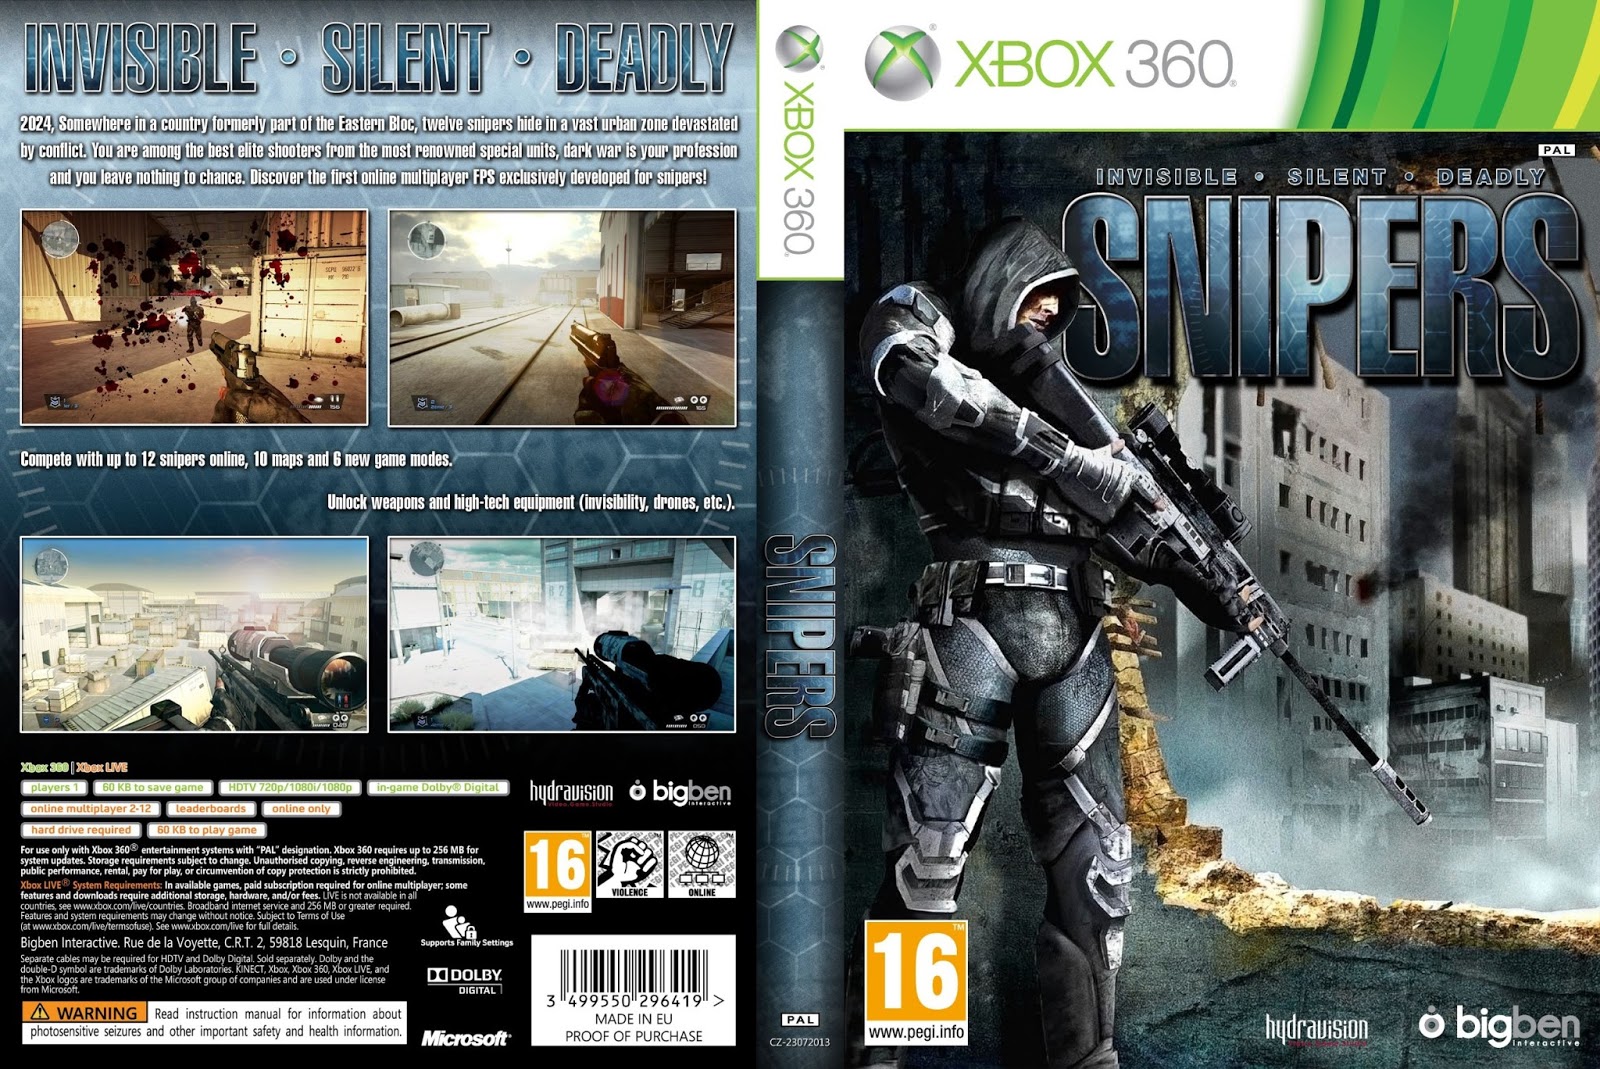 INVISIBLE • SILENT • DEADLY
2024, Somewhere in a country formerly part of the Eastern Bloc, twelve snipers hide in a vast urban zone devastated
by conflict. You are among the best elite shooters from the most renowned special units, dark war is your profession
and you leave nothing to chance. Discover the first online multiplayer FPS exclusively developed for snipers!
156
165
Compete with up to 12 snipers online, 10 maps and 6 new game modes.
Unlock weapons and high-tech equipment (invisibility, drones, etc.).
Xbox 360 | Xbox LIVE
players 1 60 KB to save game HDTV 720p/1080i/1080p in-game Dolby® Digital
online multiplayer 2-12 leaderboards online only
hard drive required 60 KB to play game
For use only with Xbox 360® entertainment systems with “PAL” designation. Xbox 360 requires up to 256 MB for
system updates. Storage requirements subject to change. Unauthorised copying, reverse engineering, transmission,
public performance, rental, pay for play, or circumvention of copy protection is strictly prohibited.
Xbox LIVE® System Requirements: In available games, paid subscription required for online multiplayer; some
features and downloads require additional storage, hardware, and/or fees. LIVE is not available in all
countries, see www.xbox.com/live/countries. Broadband internet service and 256 MB or greater required.
Features and system requirements may change without notice. Subject to Terms of Use
(at www.xbox.com/live/termsofuse). See www.xbox.com/live for full details.
Bigben Interactive. Rue de la Voyette, C.R.T. 2, 59818 Lesquin, France
Separate cables may be required for HDTV and Dolby Digital. Sold separately. Dolby and the
double-D symbol are trademarks of Dolby Laboratories. KINECT, Xbox, Xbox 360, Xbox LIVE, and
the Xbox logos are trademarks of the Microsoft group of companies and are used under license
from Microsoft.
WARNING Read instruction manual for information about
photosensitive seizures and other important safety and health information.
Supports Family Settings
DOLBY
DIGITAL
Microsoft®
hydravision
Video Game Studio
bigben
interactive
16
www.pegi.info
PEGI
VIOLENCE
PEGI
ONLINE
3 499550 296419 >
MADE IN EU
PROOF OF PURCHASE
XBOX 360
SNIPERS
PAL
CZ-23072013
XBOX 360
PAL
INVISIBLE • SILENT • DEADLY
SNIPERS
16
www.pegi.info
hydravision
bigben
interactive